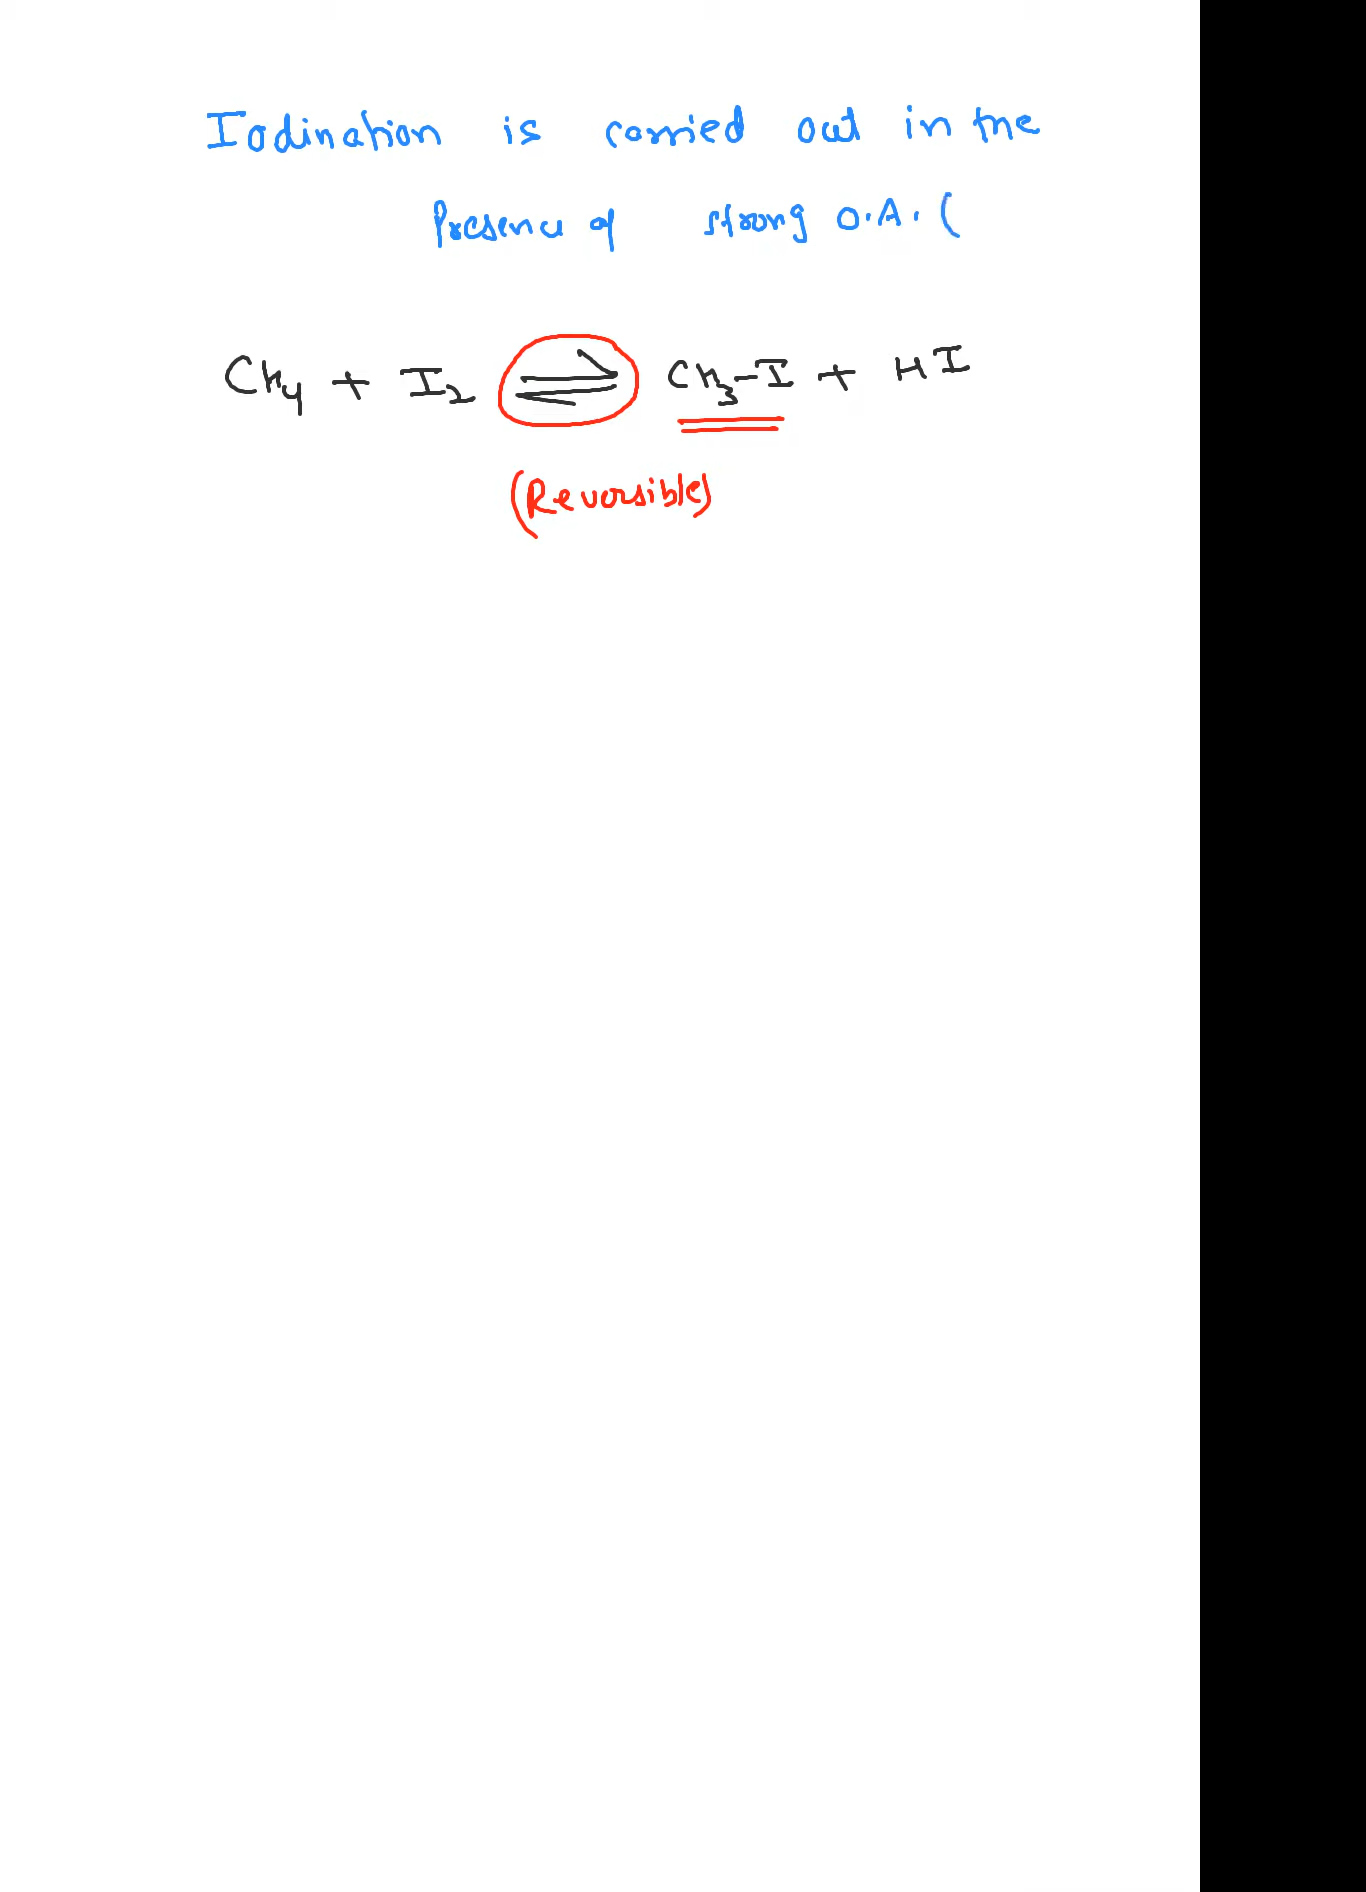 Iodination is carried out in the
Presence of strong O.A. (
CH4 + I2 ⇌ CH3-I + HI
(Reversible)